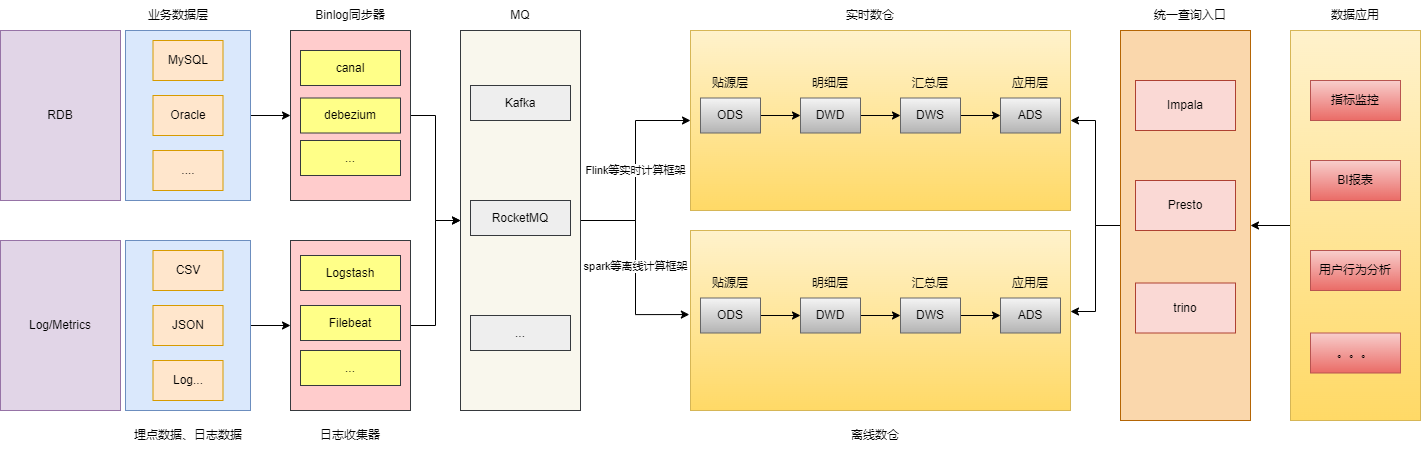 业务数据层
Binlog同步器
MQ
实时数仓
统一查询入口
数据应用
RDB
MySQL
Oracle
....
canal
debezium
...
Log/Metrics
CSV
JSON
Log...
埋点数据、日志数据
Logstash
Filebeat
...
日志收集器
Kafka
RocketMQ
...
Flink等实时计算框架
spark等离线计算框架
贴源层
明细层
汇总层
应用层
ODS
DWD
DWS
ADS
贴源层
明细层
汇总层
应用层
ODS
DWD
DWS
ADS
离线数仓
Impala
Presto
trino
指标监控
BI报表
用户行为分析
。。。